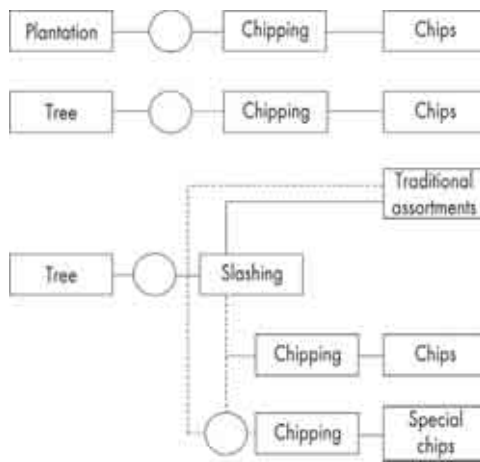 Plantation
Chipping
Chips
Tree
Chipping
Chips
Traditional
assortments
Tree
Slashing
Chipping
Chips
Chipping
Special
chips